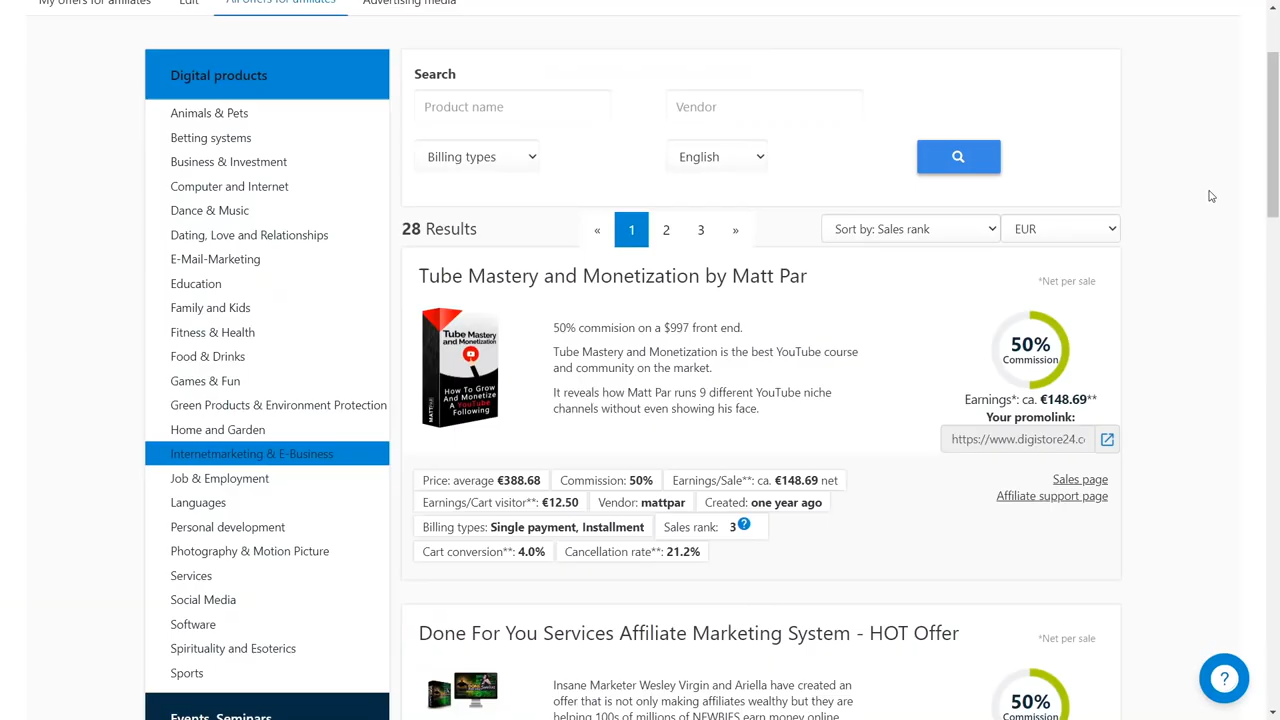 My offers for affiliates Edit All offers for affiliates Advertising media
Digital products
Animals & Pets
Betting systems
Business & Investment
Computer and Internet
Dance & Music
Dating, Love and Relationships
E-Mail-Marketing
Education
Family and Kids
Fitness & Health
Food & Drinks
Games & Fun
Green Products & Environment Protection
Home and Garden
Internetmarketing & E-Business
Job & Employment
Languages
Personal development
Photography & Motion Picture
Services
Social Media
Software
Spirituality and Esoterics
Sports
Events, Seminars
Search
Product name Vendor
Billing types English
28 Results « 1 2 3 » Sort by: Sales rank EUR
Tube Mastery and Monetization by Matt Par
*Net per sale
Tube Mastery
and Monetization
How To Grow
And Monetize
A YouTube
Following
MATT PAR
50% commision on a $997 front end.
Tube Mastery and Monetization is the best YouTube course
and community on the market.
It reveals how Matt Par runs 9 different YouTube niche
channels without even showing his face.
50%
Commission
Earnings*: ca. €148.69**
Your promolink:
https://www.digistore24.c
Price: average €388.68 Commission: 50% Earnings/Sale**: ca. €148.69 net
Earnings/Cart visitor**: €12.50 Vendor: mattpar Created: one year ago
Billing types: Single payment, Installment Sales rank: 3 ?
Cart conversion**: 4.0% Cancellation rate**: 21.2%
Sales page
Affiliate support page
Done For You Services Affiliate Marketing System - HOT Offer
*Net per sale
Insane Marketer Wesley Virgin and Ariella have created an
offer that is not only making affiliates wealthy but they are
helping 100s of millions of NEWBIES earn money online
50%
Commission
?